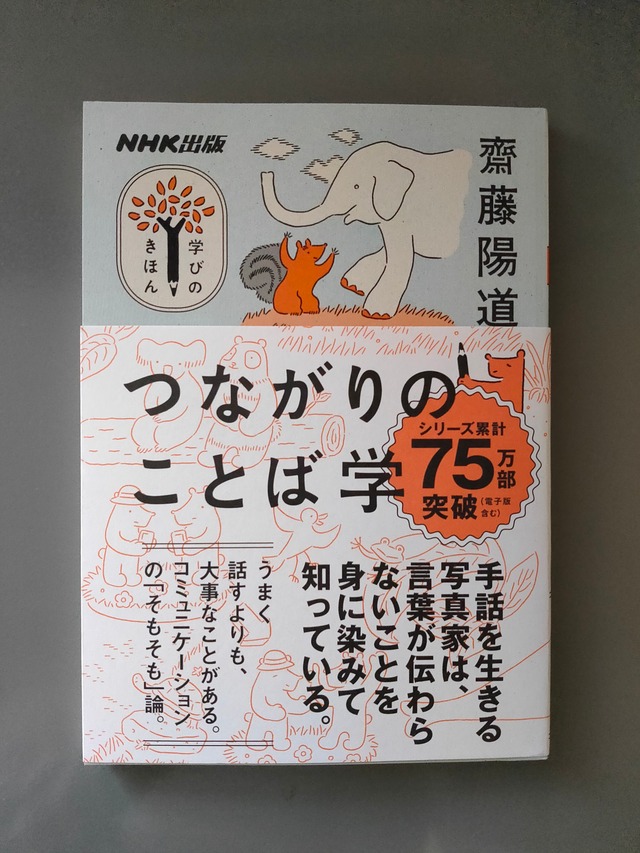 NHK出版
学びの
きほん
齋藤陽道
つながりの
ことば学
シリーズ累計
75万部
突破(電子版
含む)
手話を生きる
写真家は、
言葉が伝わら
ないことを
身に染みて
知っている。
うまく
話すよりも、
大事なことがある。
コミュニケーション
の「そもそも」論。